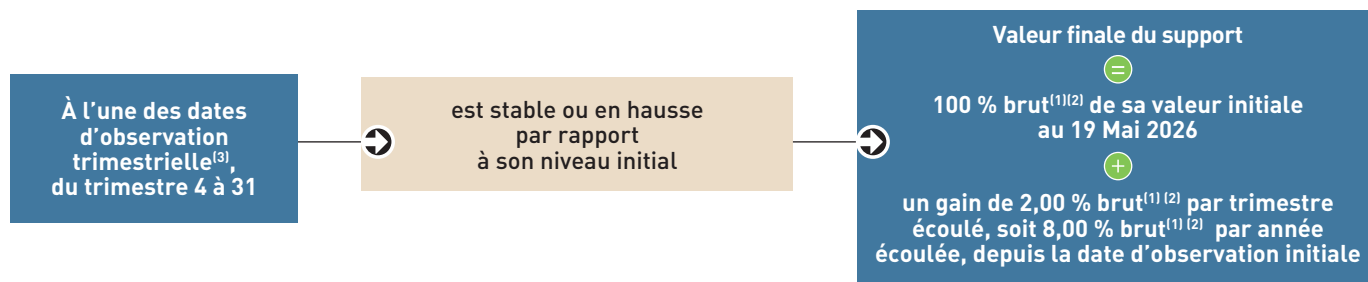 À l’une des dates
d’observation
trimestrielle(3),
du trimestre 4 à 31
est stable ou en hausse
par rapport
à son niveau initial
Valeur finale du support
=
100 % brut(1)(2) de sa valeur initiale
au 19 Mai 2026
+
un gain de 2,00 % brut(1) (2) par trimestre
écoulé, soit 8,00 % brut(1) (2) par année
écoulée, depuis la date d’observation initiale